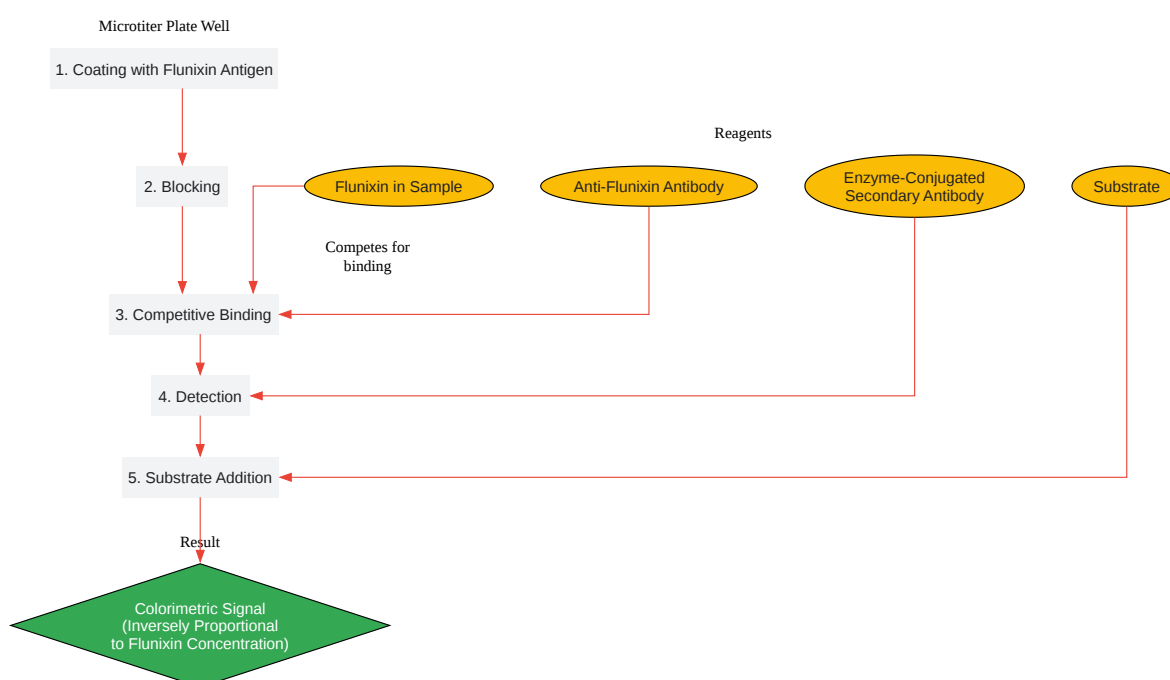 Microtiter Plate Well
1. Coating with Flunixin Antigen
Reagents
2. Blocking
Flunixin in Sample
Anti-Flunixin Antibody
Enzyme-Conjugated
Secondary Antibody
Substrate
Competes for
binding
3. Competitive Binding
4. Detection
5. Substrate Addition
Result
Colorimetric Signal
(Inversely Proportional
to Flunixin Concentration)